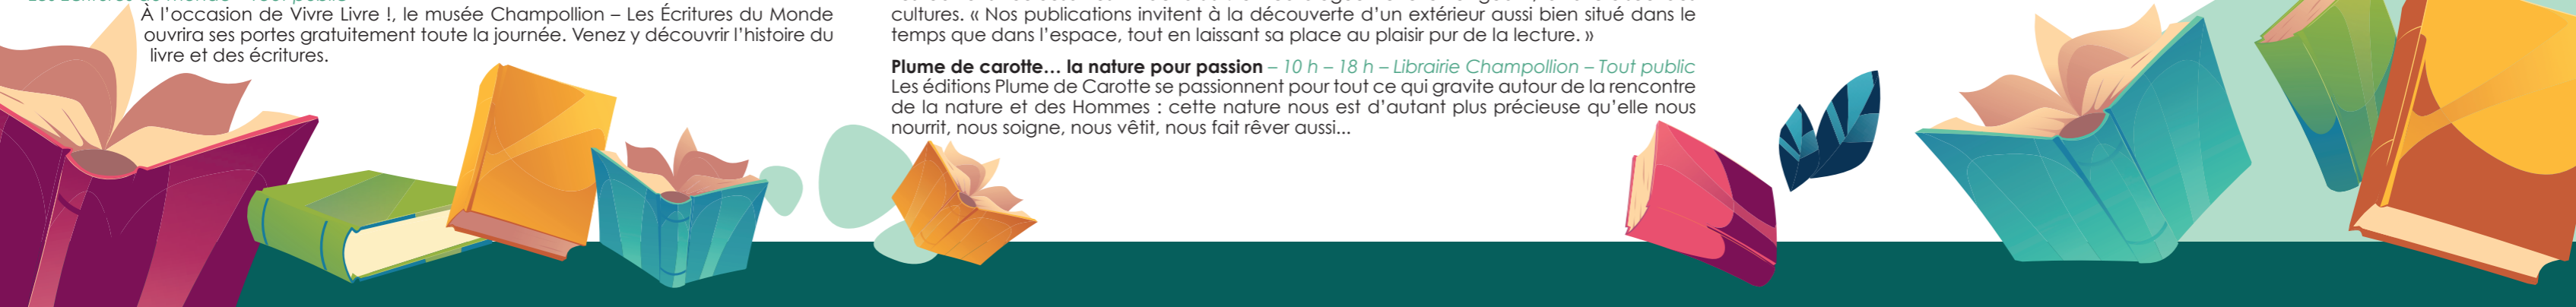 À l’occasion de Vivre Livre !, le musée Champollion – Les Écritures du Monde
ouvrira ses portes gratuitement toute la journée. Venez y découvrir l’histoire du
livre et des écritures.
cultures. « Nos publications invitent à la découverte d’un extérieur aussi bien situé dans le
temps que dans l’espace, tout en laissant sa place au plaisir pur de la lecture. »
Plume de carotte… la nature pour passion – 10 h – 18 h – Librairie Champollion – Tout public
Les éditions Plume de Carotte se passionnent pour tout ce qui gravite autour de la rencontre
de la nature et des Hommes : cette nature nous est d’autant plus précieuse qu’elle nous
nourrit, nous soigne, nous vêtit, nous fait rêver aussi...